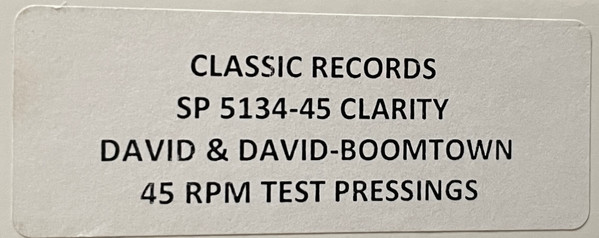 CLASSIC RECORDS
SP 5134-45 CLARITY
DAVID & DAVID-BOOMTOWN
45 RPM TEST PRESSINGS